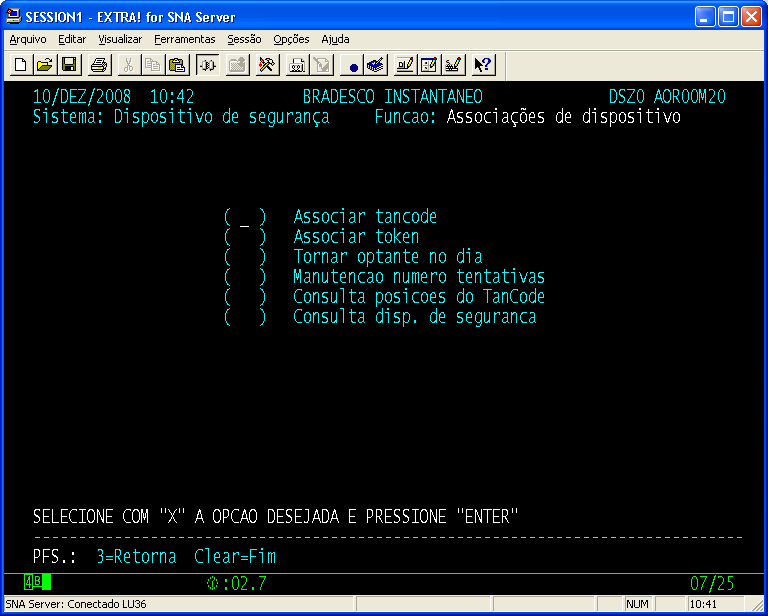 SESSION1 - EXTRA! for SNA Server
Arquivo Editar Visualizar Ferramentas Sessão Opções Ajuda
10/DEZ/2008 10:42 BRADESCO INSTANTANEO DSZ0 AOR00M20
Sistema: Dispositivo de segurança Funcao: Associações de dispositivo
( _ ) Associar tancode
( ) Associar token
( ) Tornar optante no dia
( ) Manutencao numero tentativas
( ) Consulta posicoes do TanCode
( ) Consulta disp. de seguranca
SELECIONE COM "X" A OPCAO DESEJADA E PRESSIONE "ENTER"
PFS.: 3=Retorna Clear=Fim
4B :02.7 07/25
SNA Server: Conectado LU36 NUM 10:41